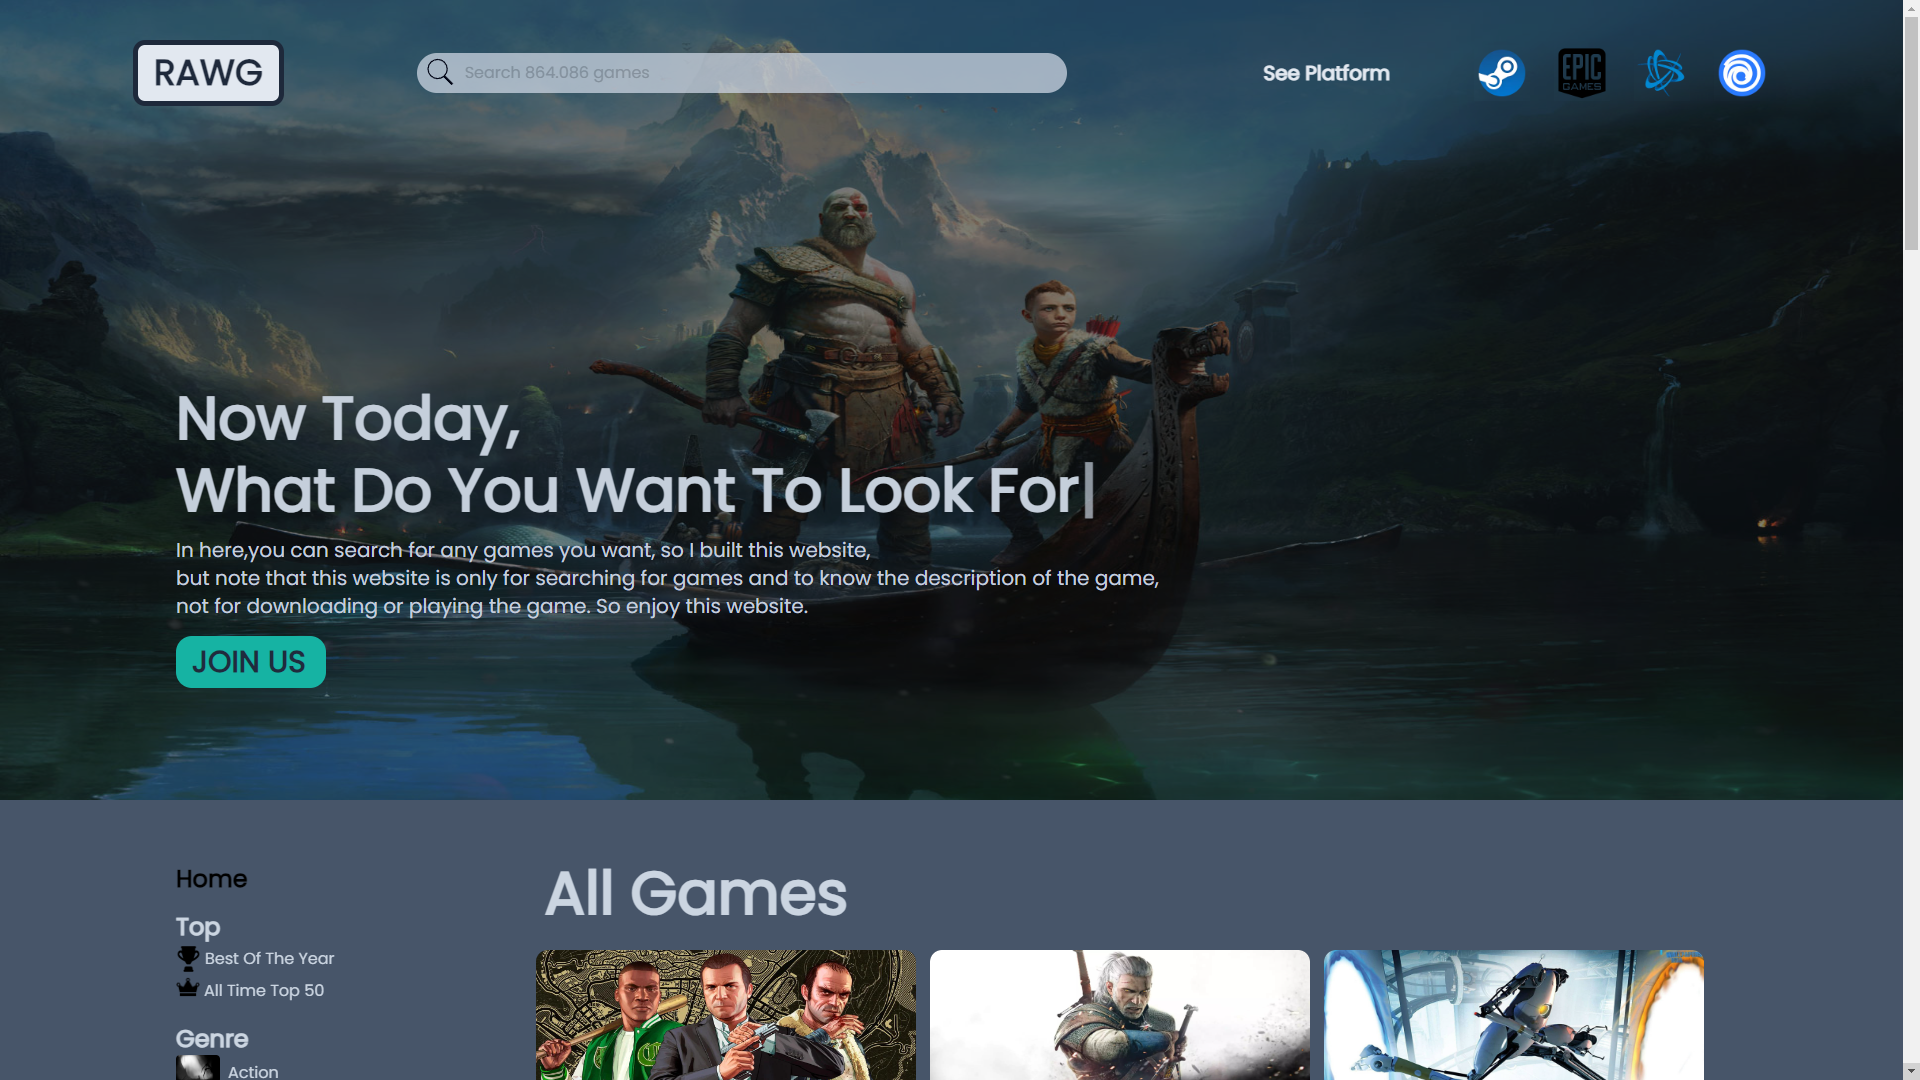 RAWG
Search 864.086 games
See Platform
EPIC
GAMES
Now Today,
What Do You Want To Look For|
In here,you can search for any games you want, so I built this website,
but note that this website is only for searching for games and to know the description of the game,
not for downloading or playing the game. So enjoy this website.
JOIN US
Home
All Games
Top
Best Of The Year
All Time Top 50
Genre
Action